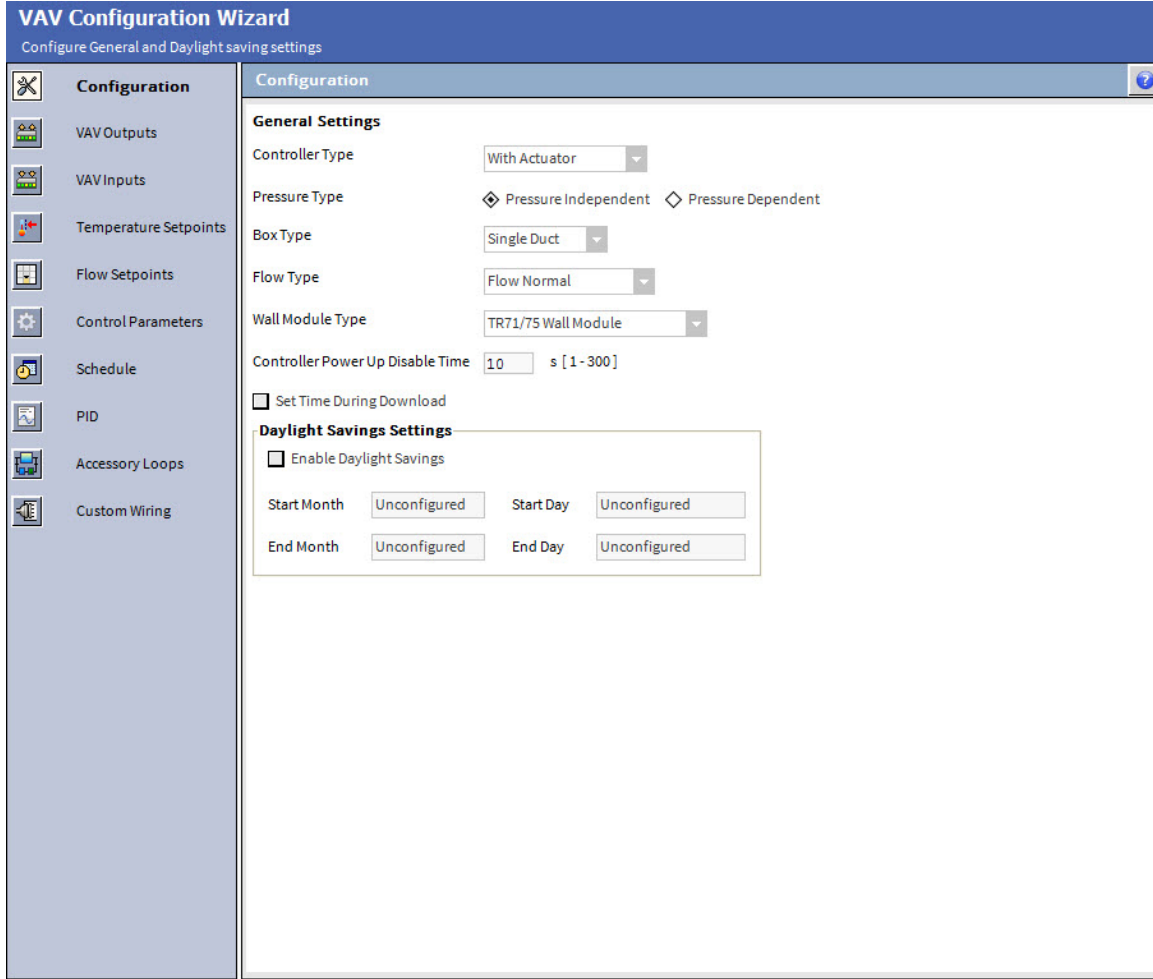 VAV Configuration Wizard
Configure General and Daylight saving settings
Configuration
VAV Outputs
VAV Inputs
Temperature Setpoints
Flow Setpoints
Control Parameters
Schedule
PID
Accessory Loops
Custom Wiring
Configuration ?
General Settings
Controller Type With Actuator
Pressure Type Pressure Independent Pressure Dependent
Box Type Single Duct
Flow Type Flow Normal
Wall Module Type TR71/75 Wall Module
Controller Power Up Disable Time 10 s [ 1 - 300 ]
Set Time During Download
Daylight Savings Settings
Enable Daylight Savings
Start Month Unconfigured Start Day Unconfigured
End Month Unconfigured End Day Unconfigured